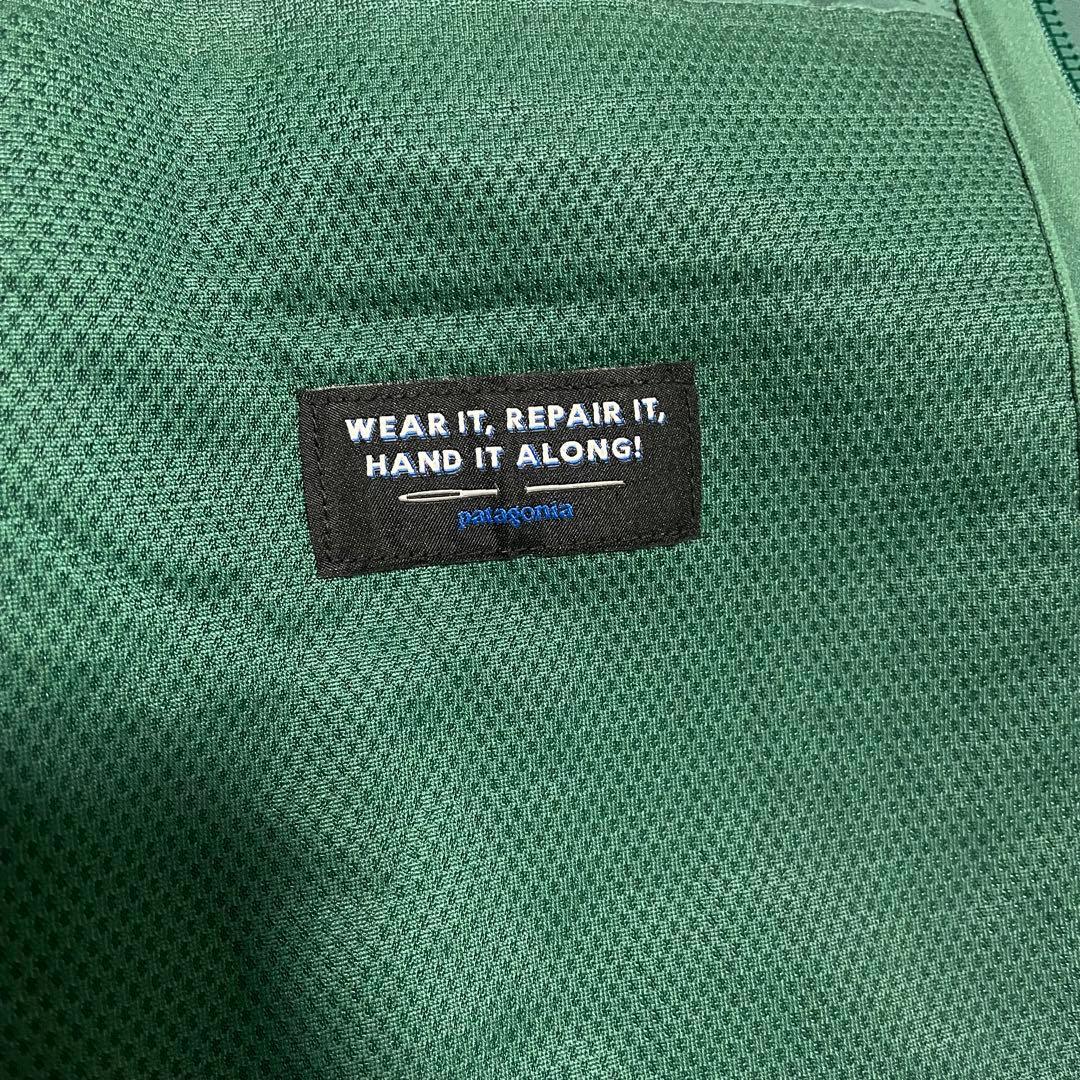 WEAR IT, REPAIR IT,
HAND IT ALONG!
patagonia